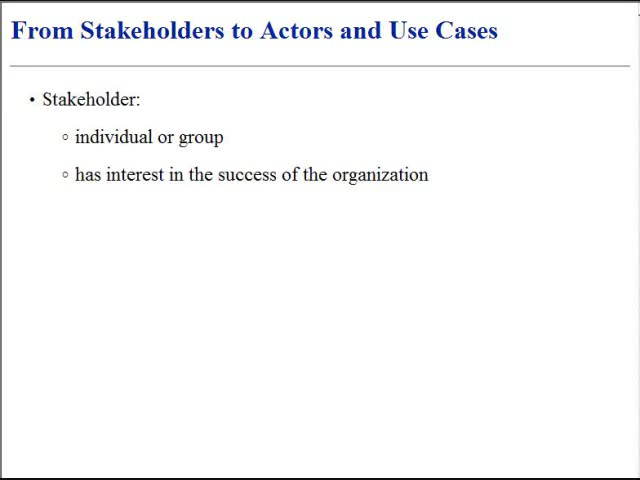 From Stakeholders to Actors and Use Cases
• Stakeholder:
○ individual or group
○ has interest in the success of the organization